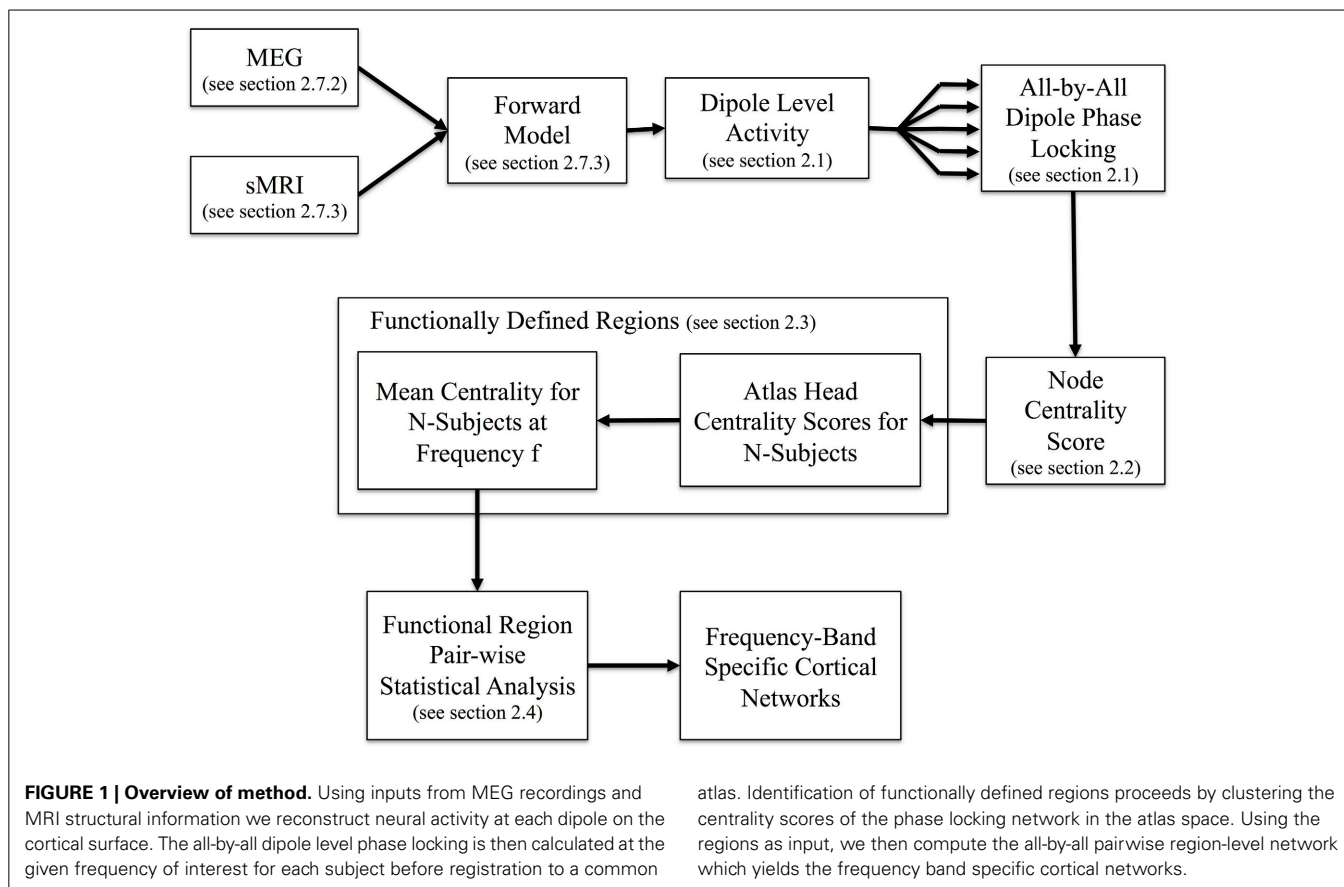 MEG
(see section 2.7.2)
sMRI
(see section 2.7.3)
Forward
Model
(see section 2.7.3)
Dipole Level
Activity
(see section 2.1)
All-by-All
Dipole Phase
Locking
(see section 2.1)
Node
Centrality
Score
(see section 2.2)
Functionally Defined Regions (see section 2.3)
Atlas Head
Centrality Scores for
N-Subjects
Mean Centrality for
N-Subjects at
Frequency f
Functional Region
Pair-wise
Statistical Analysis
(see section 2.4)
Frequency-Band
Specific Cortical
Networks
FIGURE 1 | Overview of method. Using inputs from MEG recordings and
MRI structural information we reconstruct neural activity at each dipole on the
cortical surface. The all-by-all dipole level phase locking is then calculated at the
given frequency of interest for each subject before registration to a common
atlas. Identification of functionally defined regions proceeds by clustering the
centrality scores of the phase locking network in the atlas space. Using the
regions as input, we then compute the all-by-all pairwise region-level network
which yields the frequency band specific cortical networks.